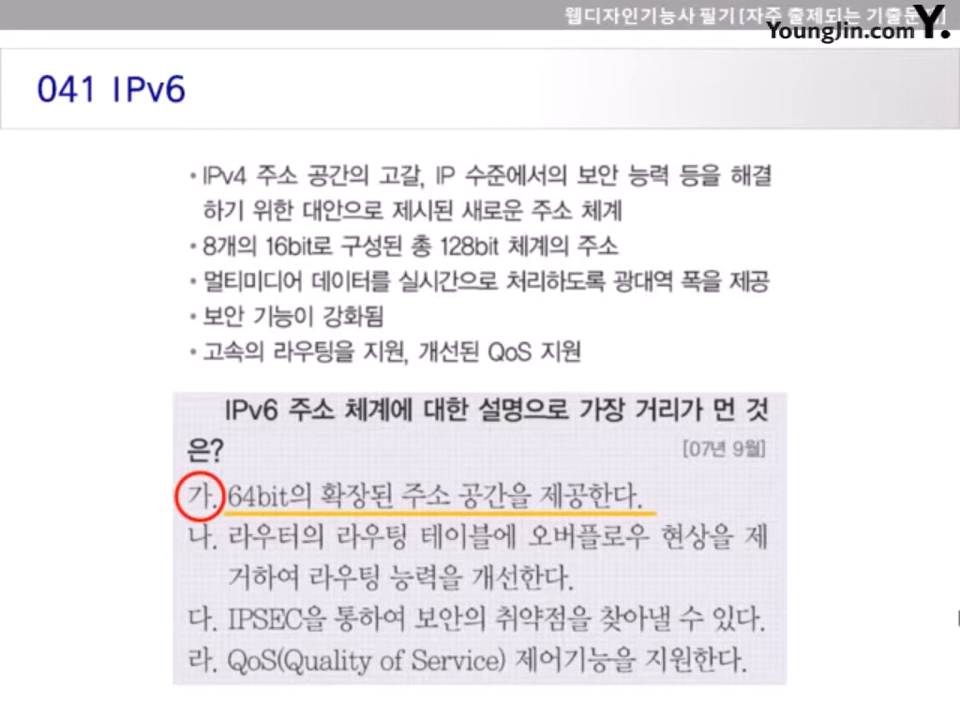 웹디자인기능사 필기[자주 출제되는 기출문제]
YoungJin.com Y.
041 IPv6
• IPv4 주소 공간의 고갈, IP 수준에서의 보안 능력 등을 해결
하기 위한 대안으로 제시된 새로운 주소 체계
• 8개의 16bit로 구성된 총 128bit 체계의 주소
• 멀티미디어 데이터를 실시간으로 처리하도록 광대역 폭을 제공
• 보안 기능이 강화됨
• 고속의 라우팅을 지원, 개선된 QoS 지원
IPv6 주소 체계에 대한 설명으로 가장 거리가 먼 것
은? [07년 9월]
가. 64bit의 확장된 주소 공간을 제공한다.
나. 라우터의 라우팅 테이블에 오버플로우 현상을 제
거하여 라우팅 능력을 개선한다.
다. IPSEC을 통하여 보안의 취약점을 찾아낼 수 있다.
라. QoS(Quality of Service) 제어기능을 지원한다.